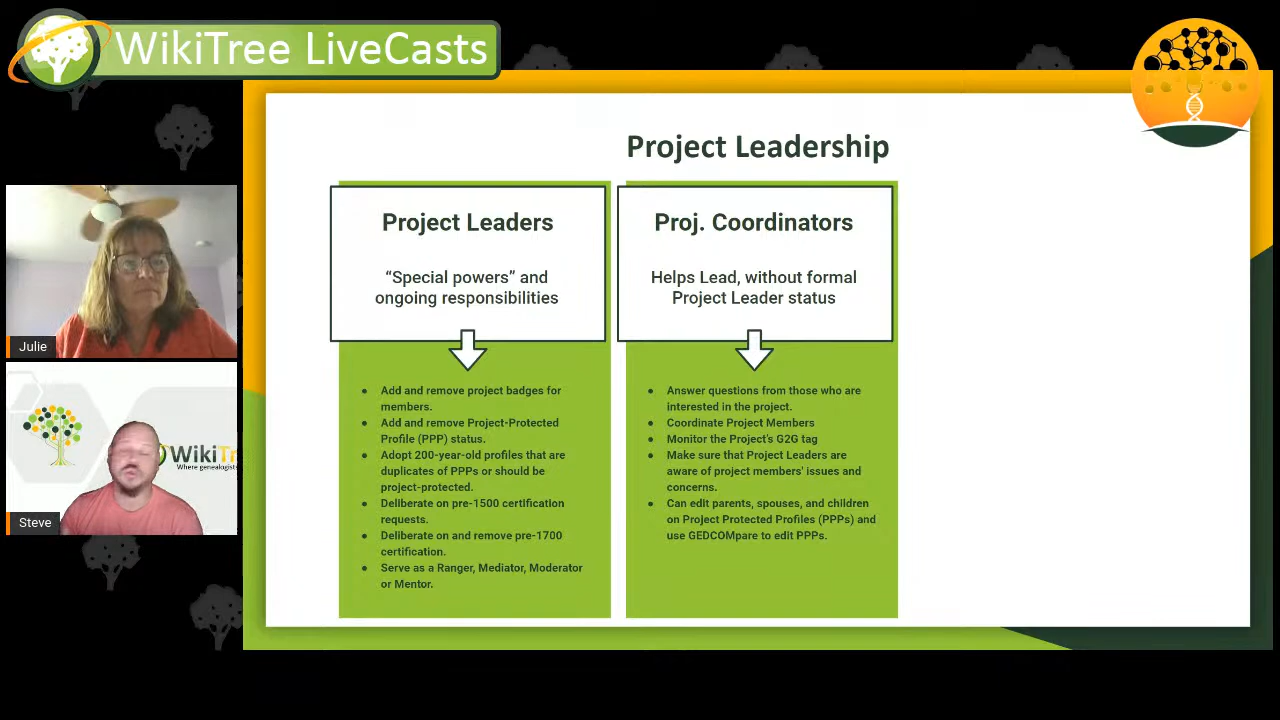 WikiTree LiveCasts
Project Leadership
Project Leaders
“Special powers” and
ongoing responsibilities
● Add and remove project badges for
members.
● Add and remove Project-Protected
Profile (PPP) status.
● Adopt 200-year-old profiles that are
duplicates of PPPs or should be
project-protected.
● Deliberate on pre-1500 certification
requests.
● Deliberate on and remove pre-1700
certification.
● Serve as a Ranger, Mediator, Moderator
or Mentor.
Proj. Coordinators
Helps Lead, without formal
Project Leader status
● Answer questions from those who are
interested in the project.
● Coordinate Project Members
● Monitor the Project's G2G tag
● Make sure that Project Leaders are
aware of project members' issues and
concerns.
● Can edit parents, spouses, and children
on Project Protected Profiles (PPPs) and
use GEDCOMpare to edit PPPs.
Julie
WikiTr
Where genealogists
Steve